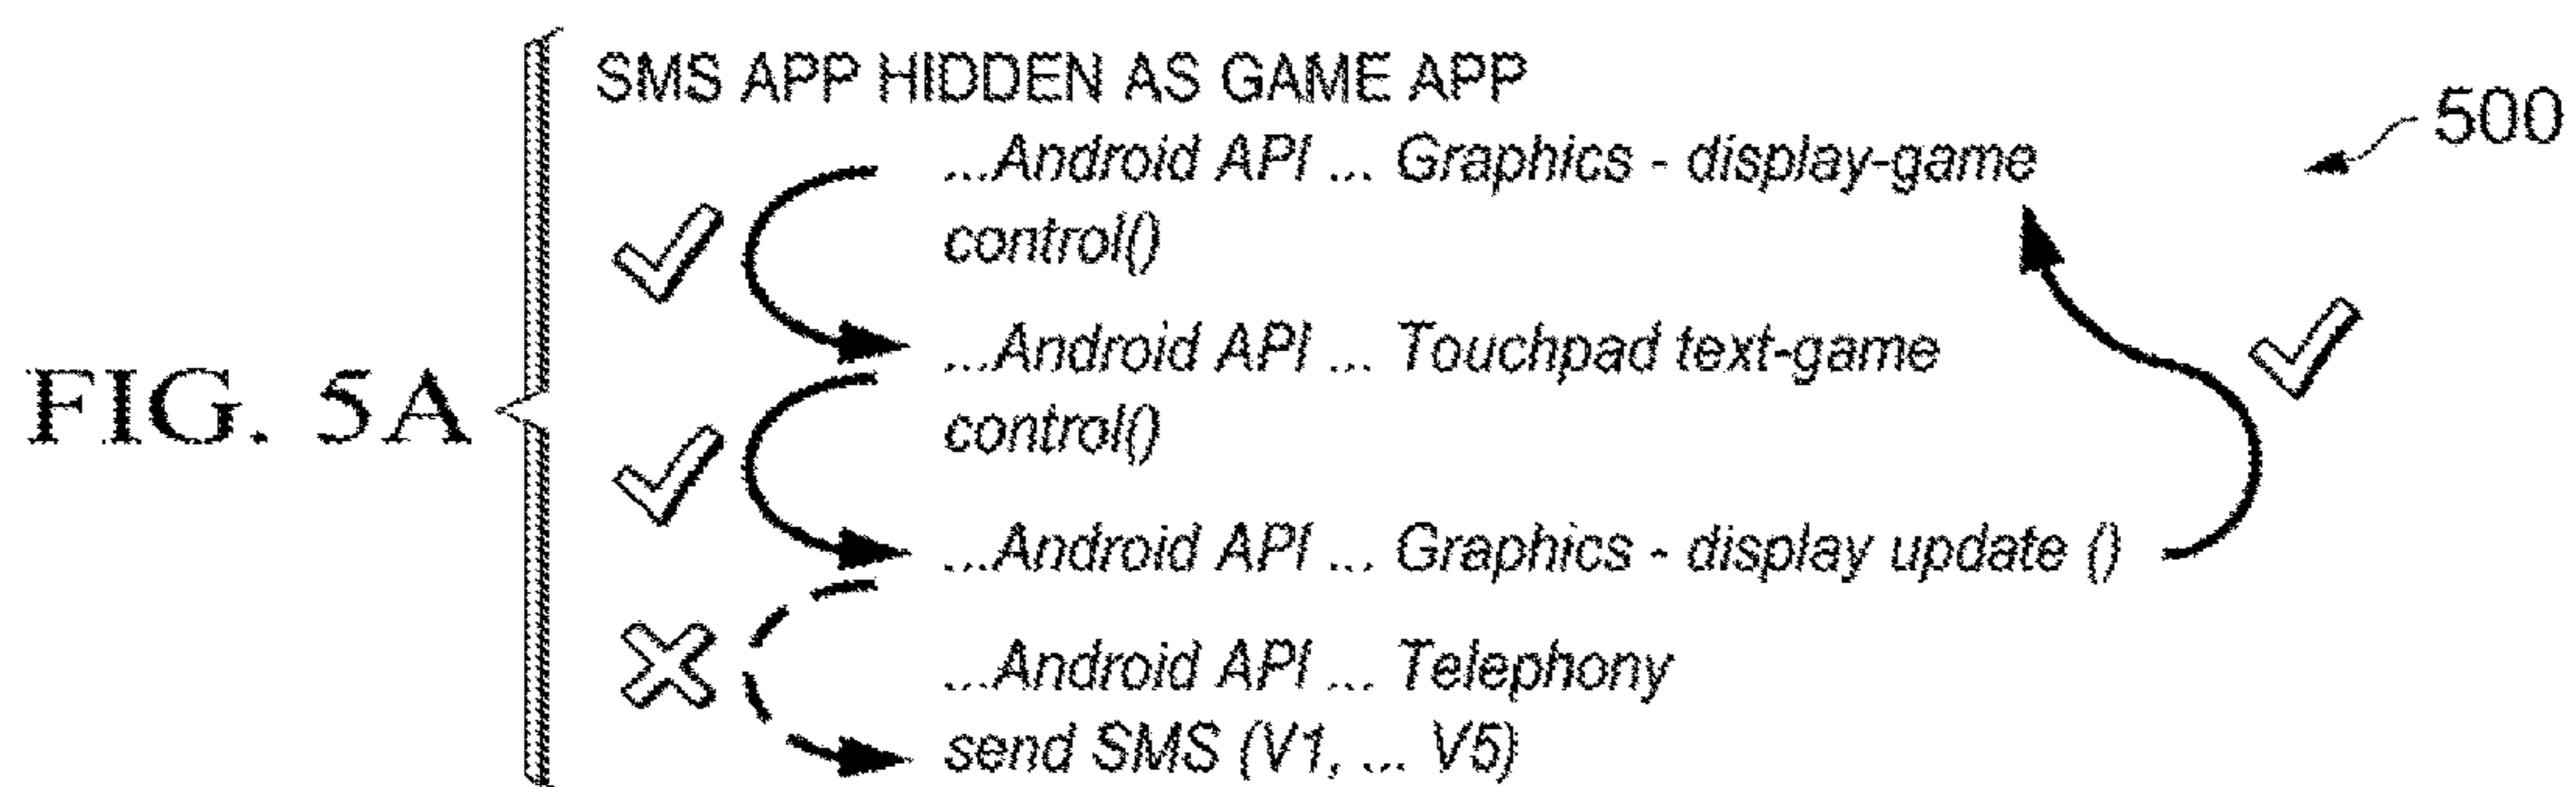 SMS APP HIDDEN AS GAME APP
500
...Android API ... Graphics - display-game
control()
...Android API ... Touchpad text-game
FIG. 5A
control()
...Android API ... Graphics - display update ()
...Android API ... Telephony
send SMS (V1, ... V5)